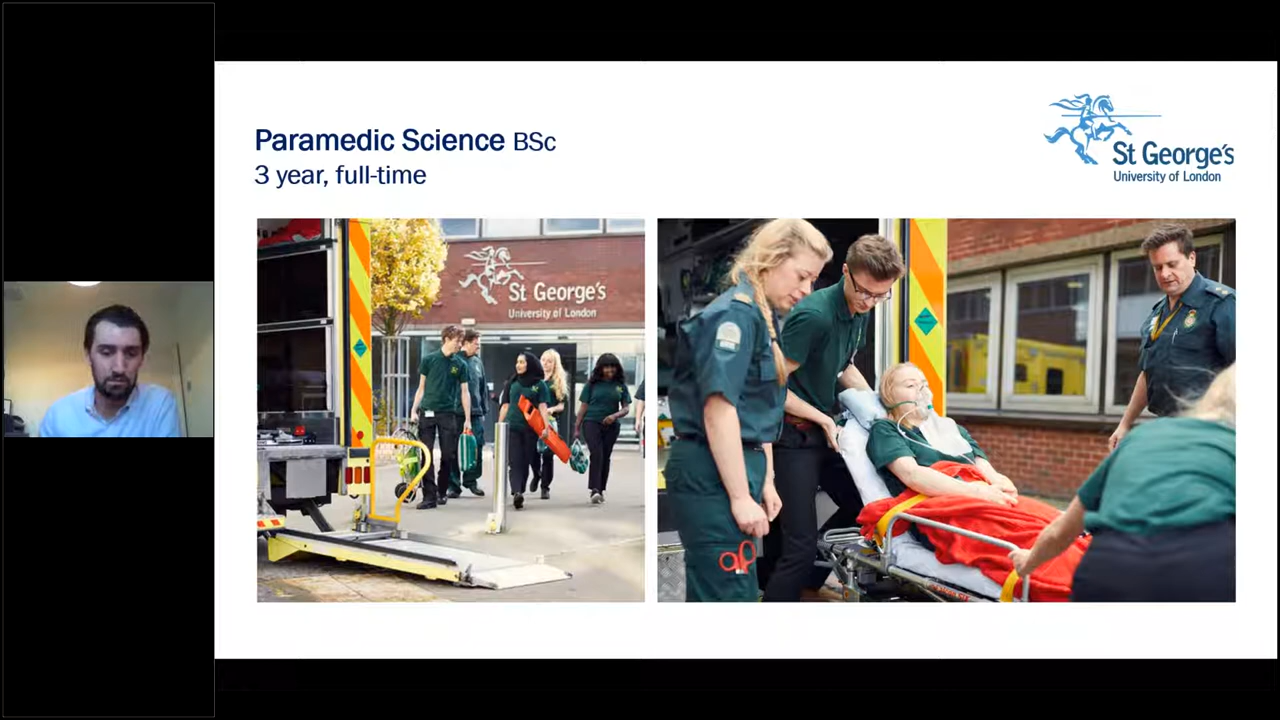 Paramedic Science BSc
3 year, full-time
St George's
University of London
St George's
University of London